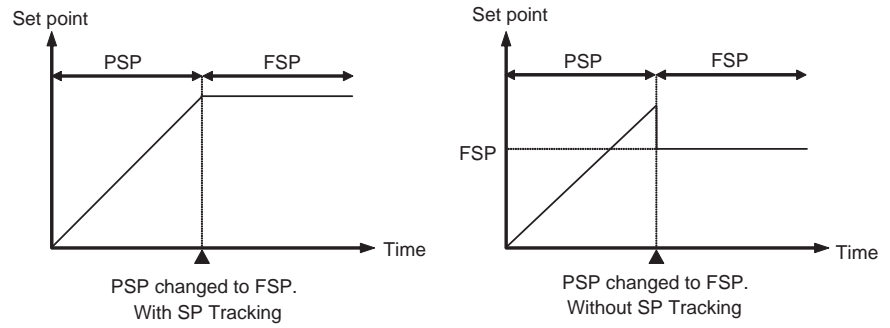 Set point
PSP
FSP
Time
PSP changed to FSP.
With SP Tracking
Set point
PSP
FSP
FSP
Time
PSP changed to FSP.
Without SP Tracking